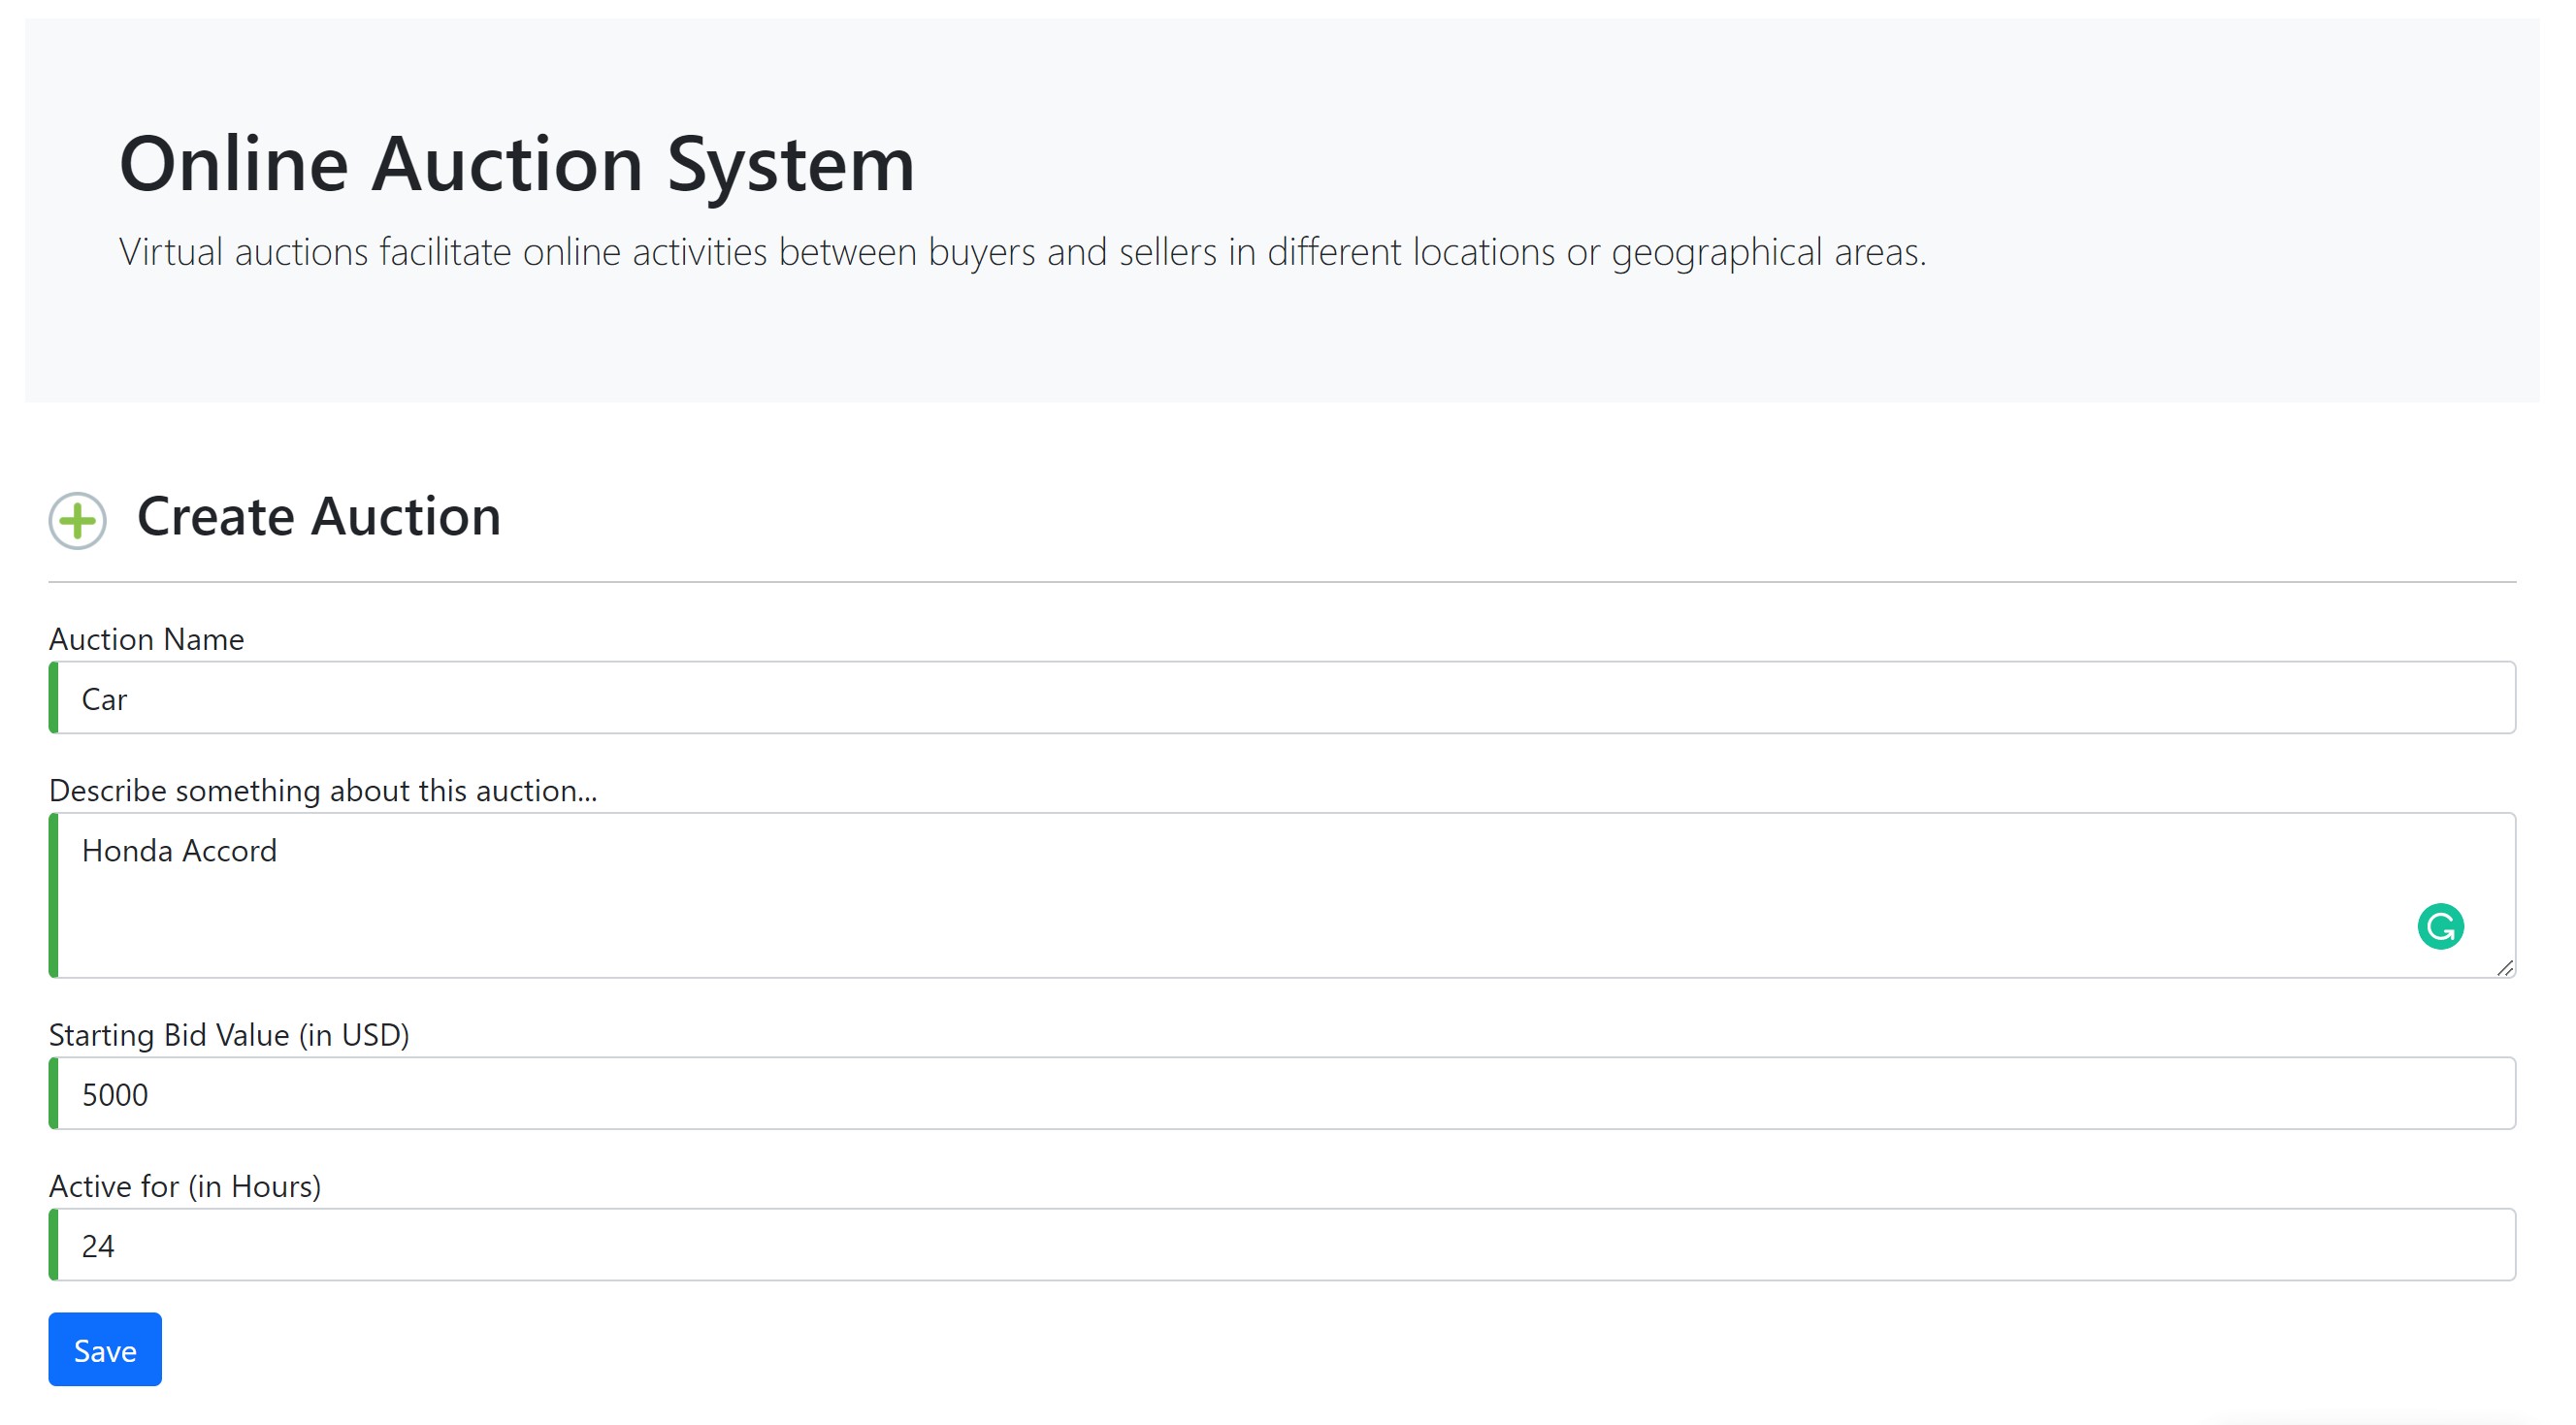 Online Auction System
Virtual auctions facilitate online activities between buyers and sellers in different locations or geographical areas.
Create Auction
Auction Name
Car
Describe something about this auction...
Honda Accord
Starting Bid Value (in USD)
5000
Active for (in Hours)
24
Save